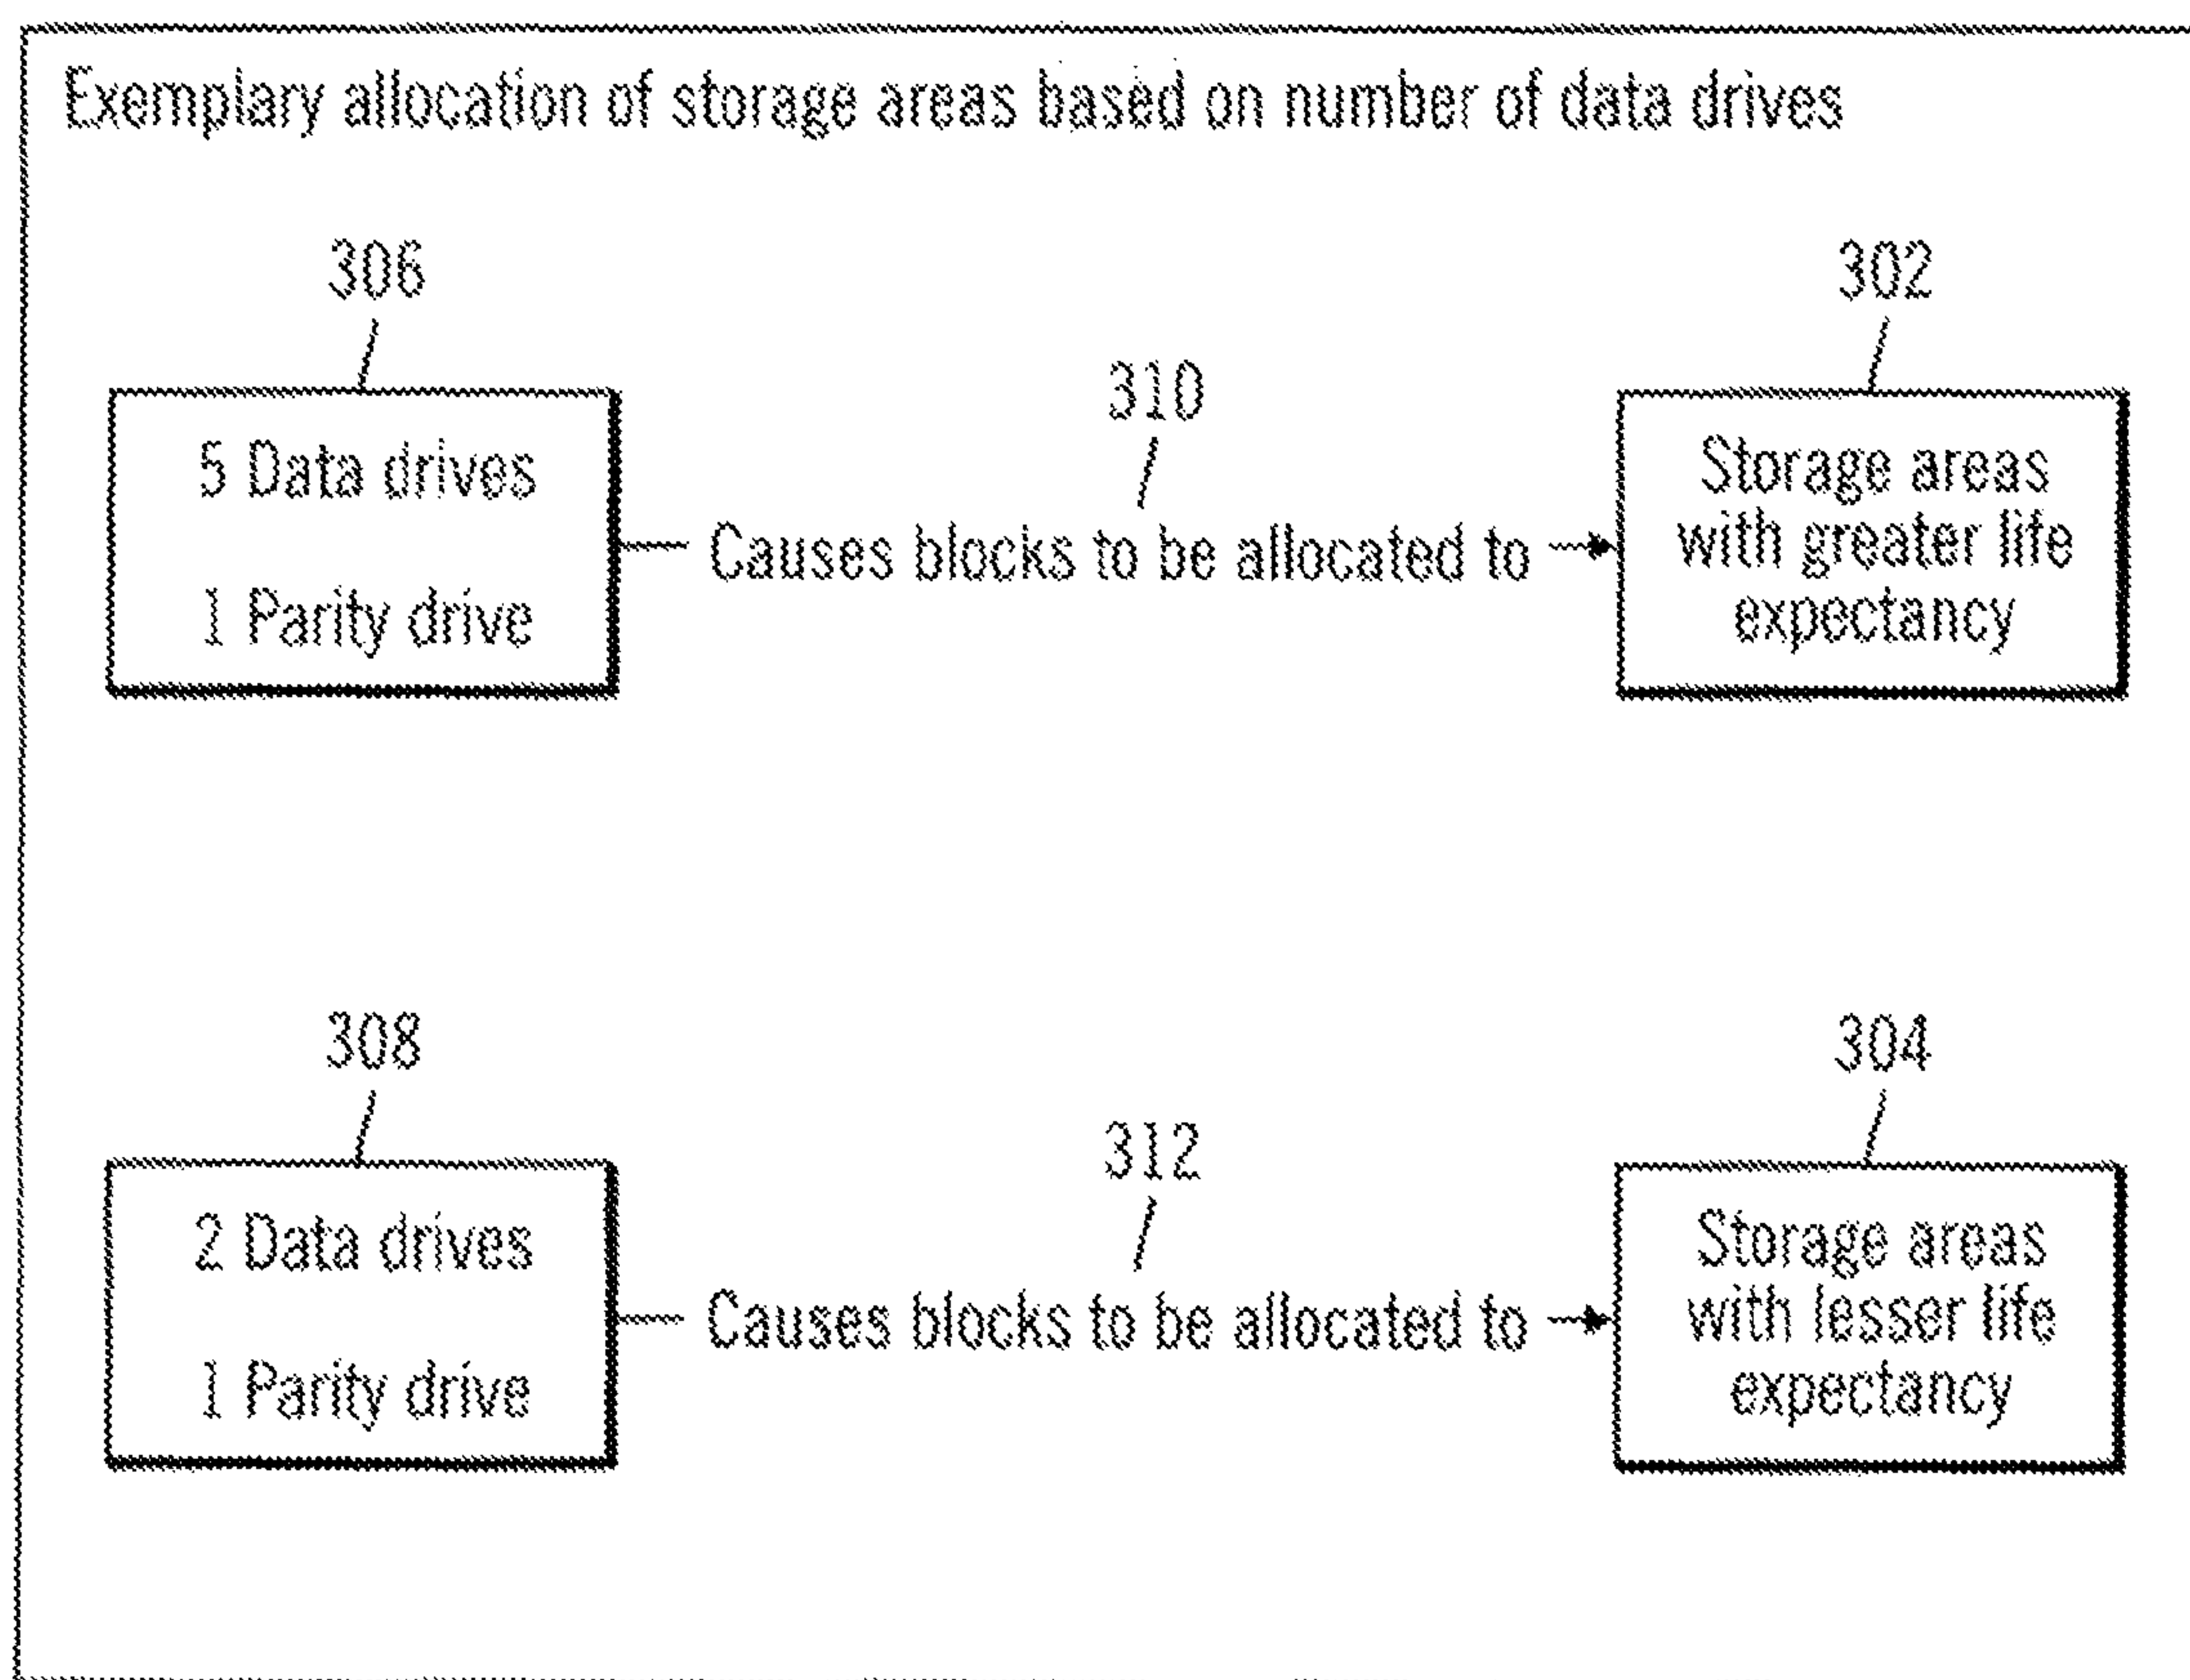 Exemplary allocation of storage areas based on number of data drives
306
302
310
5 Data drives
1 Parity drive
Causes blocks to be allocated to
Storage areas
with greater life
expectancy
308
304
312
2 Data drives
1 Parity drive
Causes blocks to be allocated to
Storage areas
with lesser life
expectancy